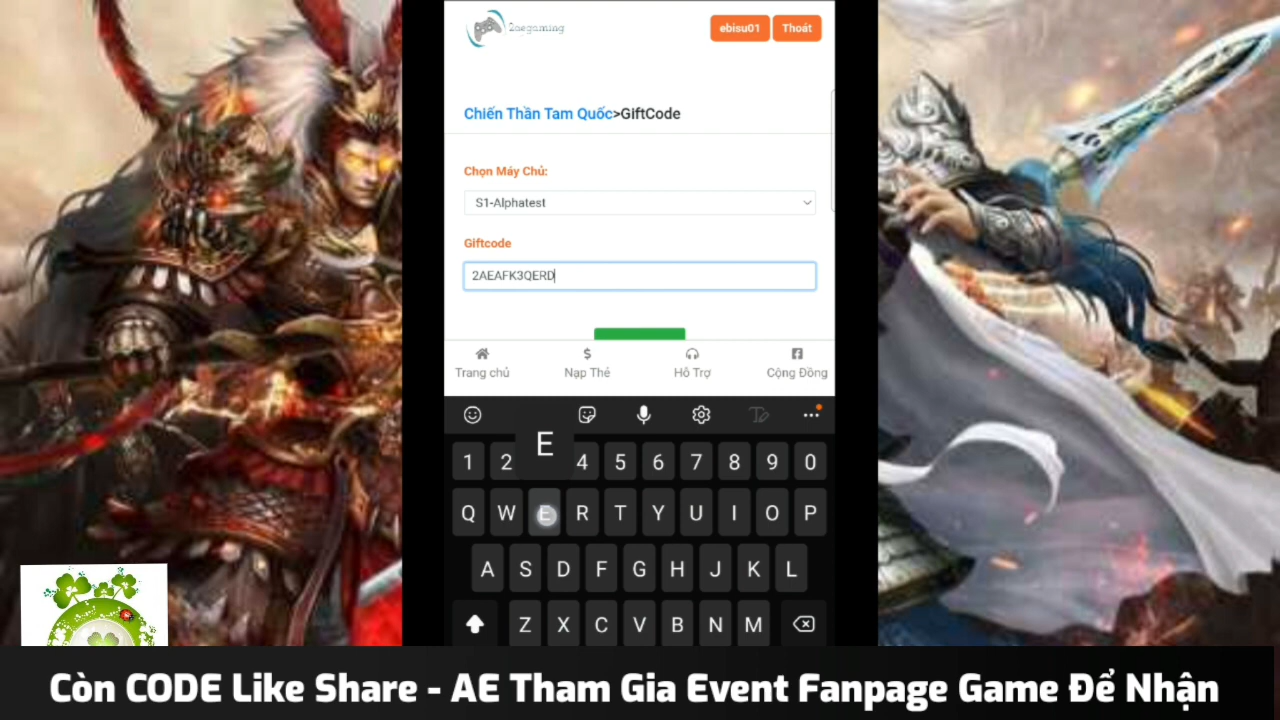 2aegaming
ebisu01 Thoát
Chiến Thần Tam Quốc>GiftCode
Chọn Máy Chủ:
S1-Alphatest
Giftcode
2AEAFK3QERD
Trang chủ Nạp Thẻ Hỗ Trợ Cộng Đồng
E
1 2 4 5 6 7 8 9 0
Q W E R T Y U I O P
A S D F G H J K L
Z X C V B N M
Còn CODE Like Share - AE Tham Gia Event Fanpage Game Để Nhận